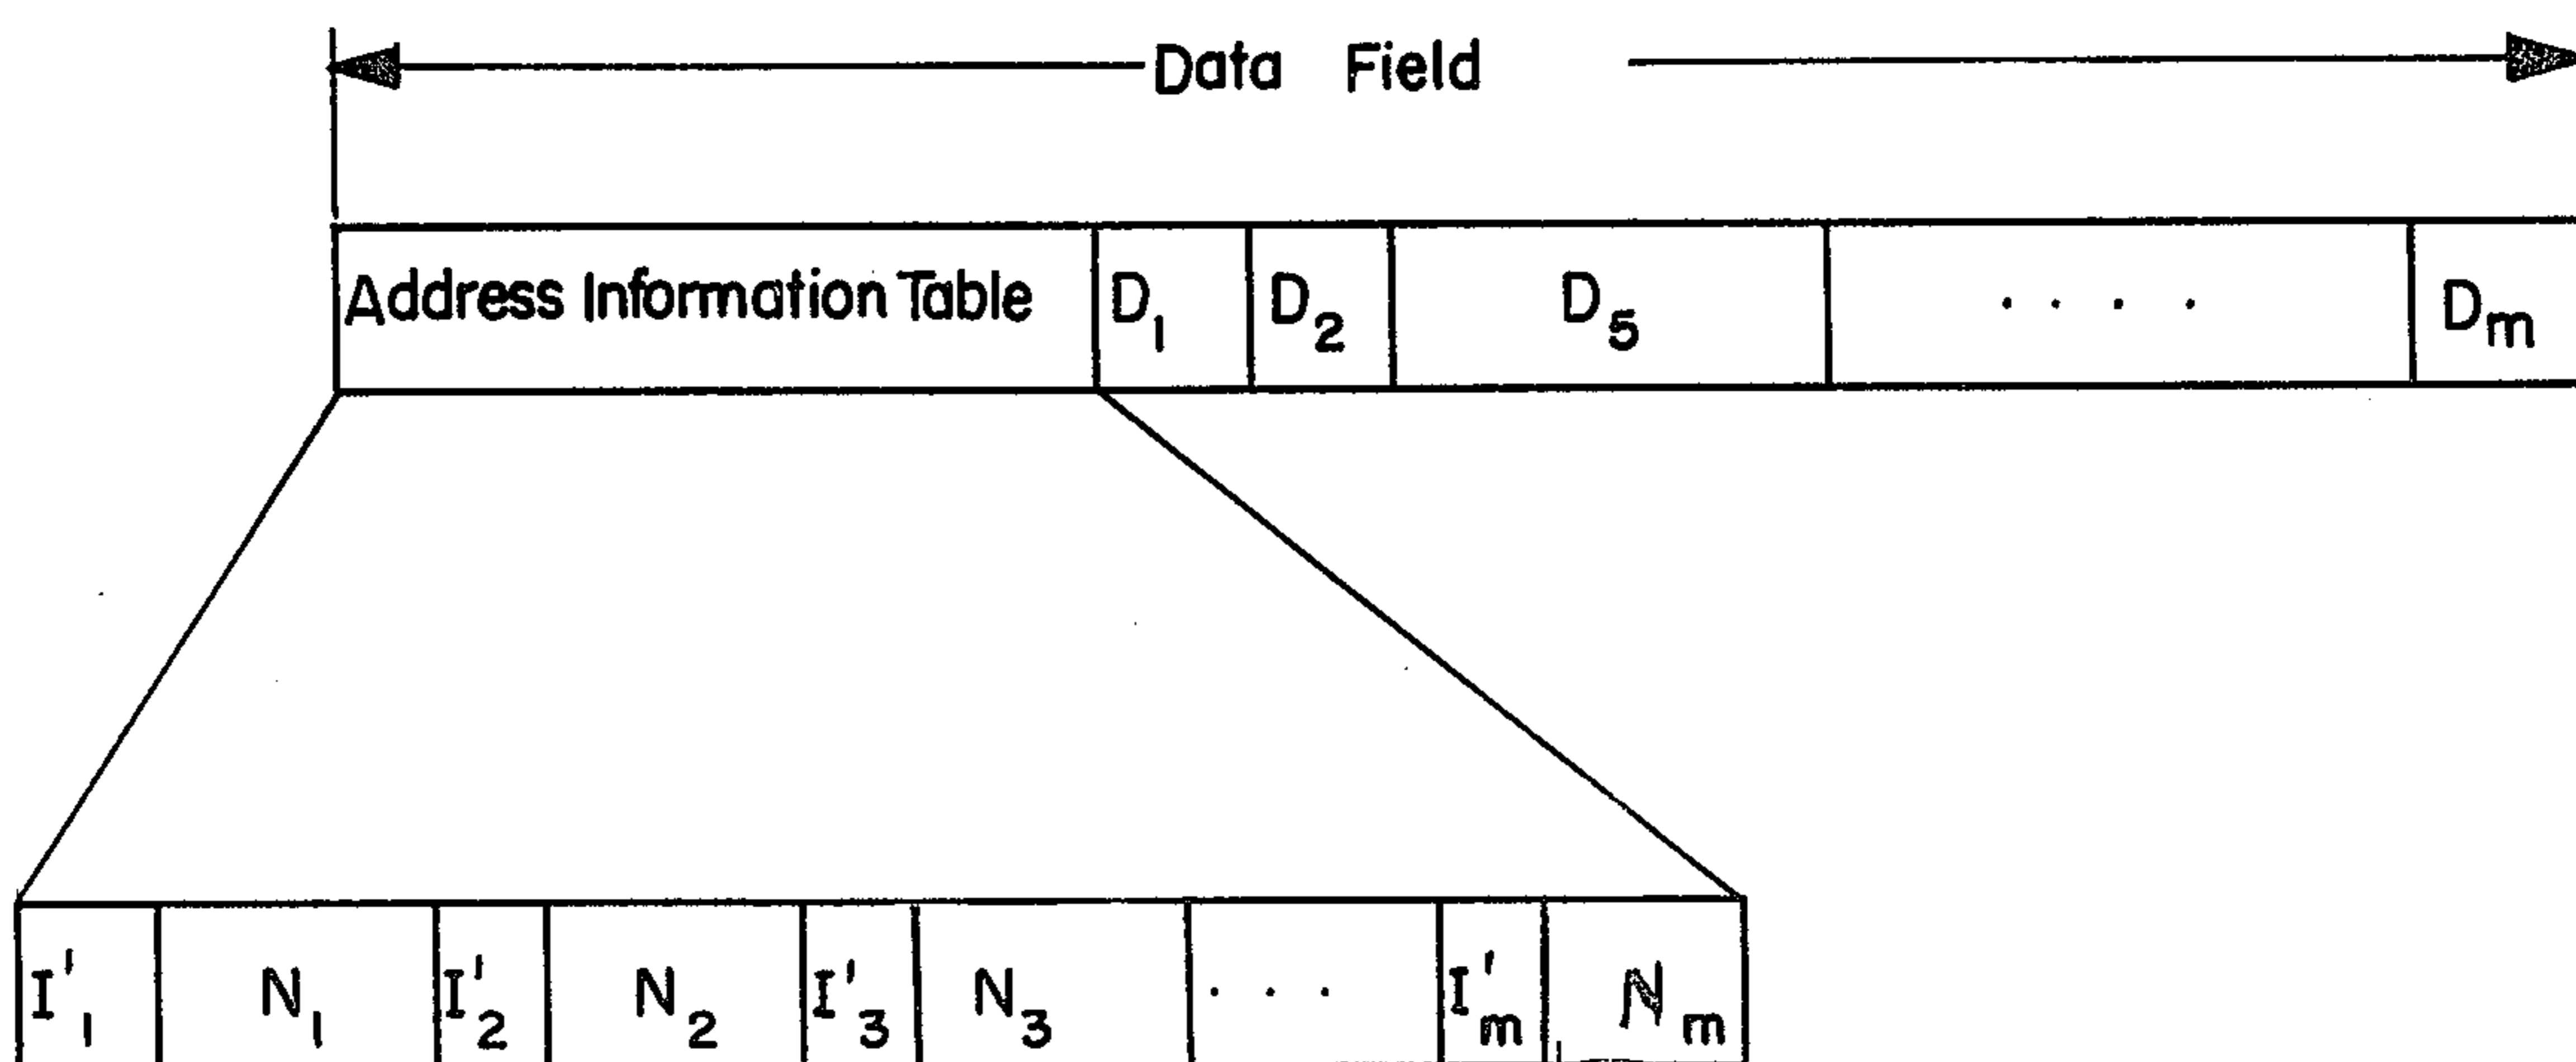 Data Field
Address Information Table D₁ D₂ D₅ . . . . Dₘ
I'₁ N₁ I'₂ N₂ I'₃ N₃ . . . I'ₘ Nₘ